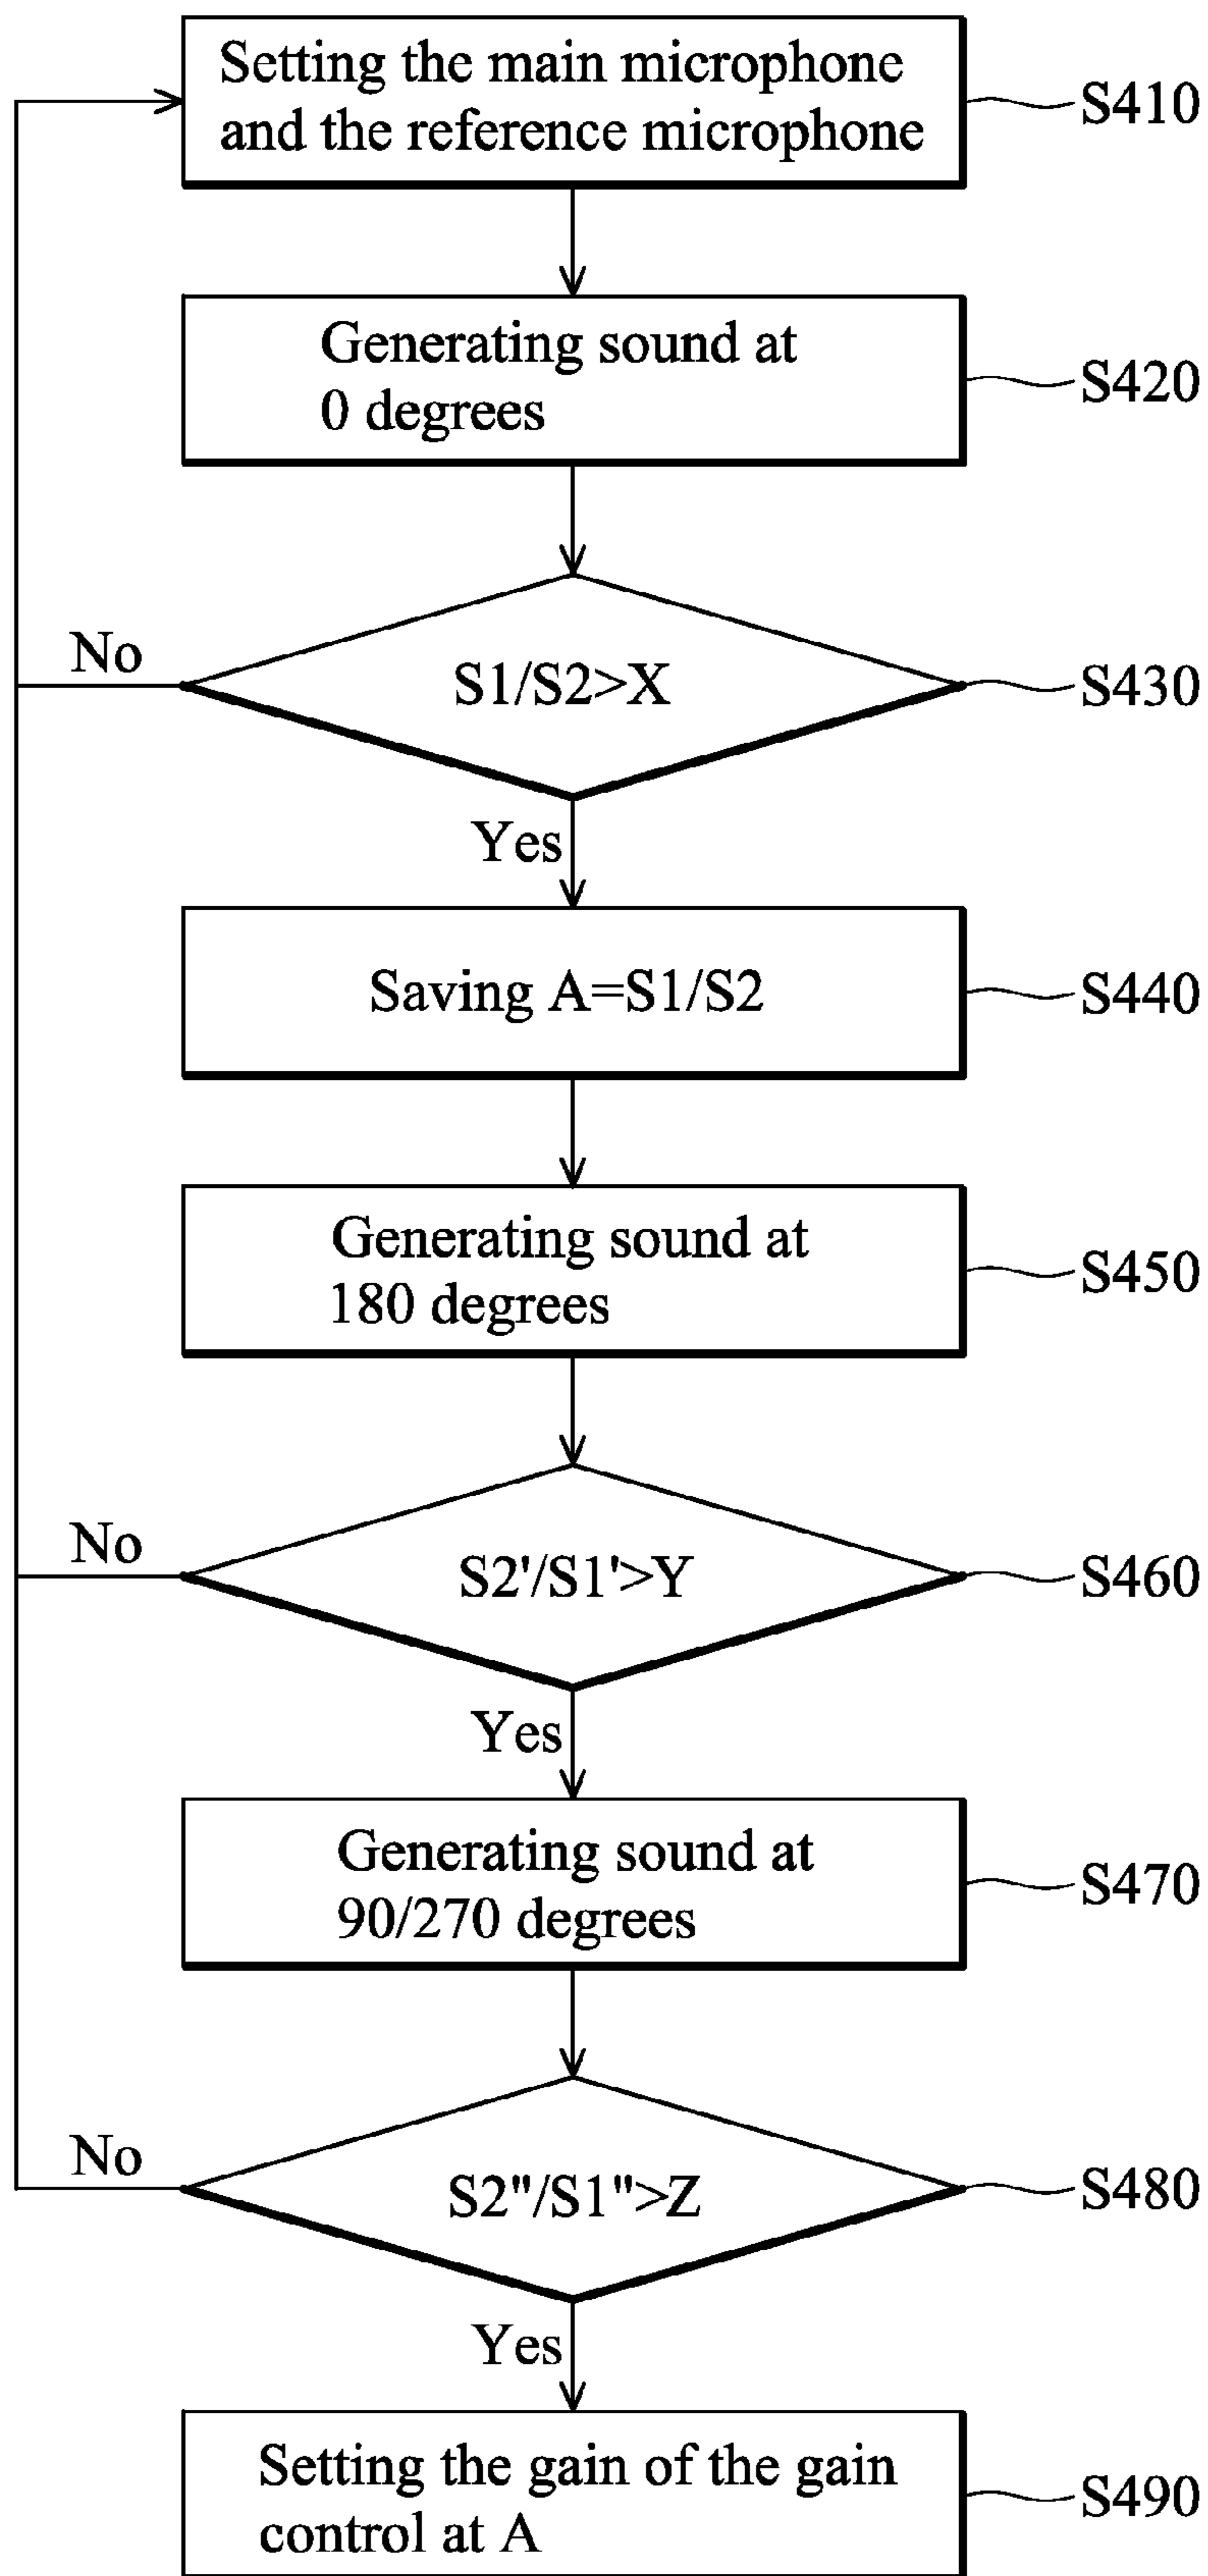 Setting the main microphone
and the reference microphone
S410
Generating sound at
0 degrees
S420
S1/S2>X
S430
No
Yes
Saving A=S1/S2
S440
Generating sound at
180 degrees
S450
S2'/S1'>Y
S460
No
Yes
Generating sound at
90/270 degrees
S470
S2"/S1">Z
S480
No
Yes
Setting the gain of the gain
control at A
S490